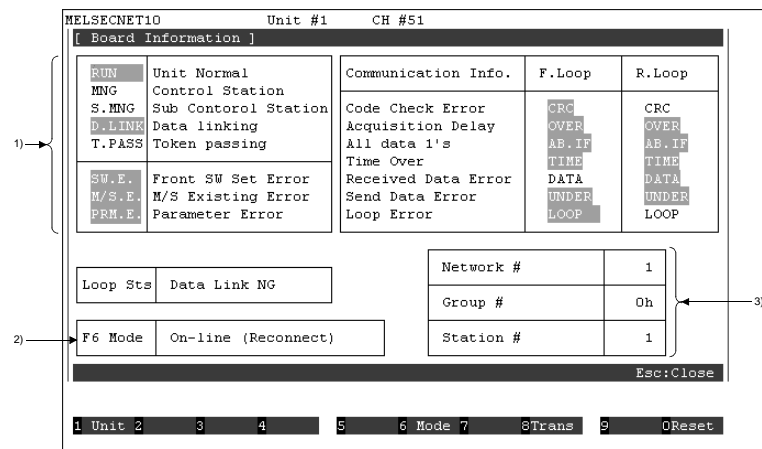 MELSECNET10 Unit #1 CH #51
[ Board Information ]
RUN Unit Normal
MNG Control Station
S.MNG Sub Contorol Station
D.LINK Data linking
T.PASS Token passing
SW.E. Front SW Set Error
M/S.E. M/S Existing Error
PRM.E. Parameter Error
Communication Info. F.Loop R.Loop
Code Check Error CRC CRC
Acquisition Delay OVER OVER
All data 1's AB.IF AB.IF
Time Over TIME TIME
Received Data Error DATA DATA
Send Data Error UNDER UNDER
Loop Error LOOP LOOP
1)
Loop Sts Data Link NG
2)
F6 Mode On-line (Reconnect)
Network # 1
Group # 0h
Station # 1
3)
Esc:Close
1 Unit 2 3 4 5 6 Mode 7 8Trans 9 0Reset